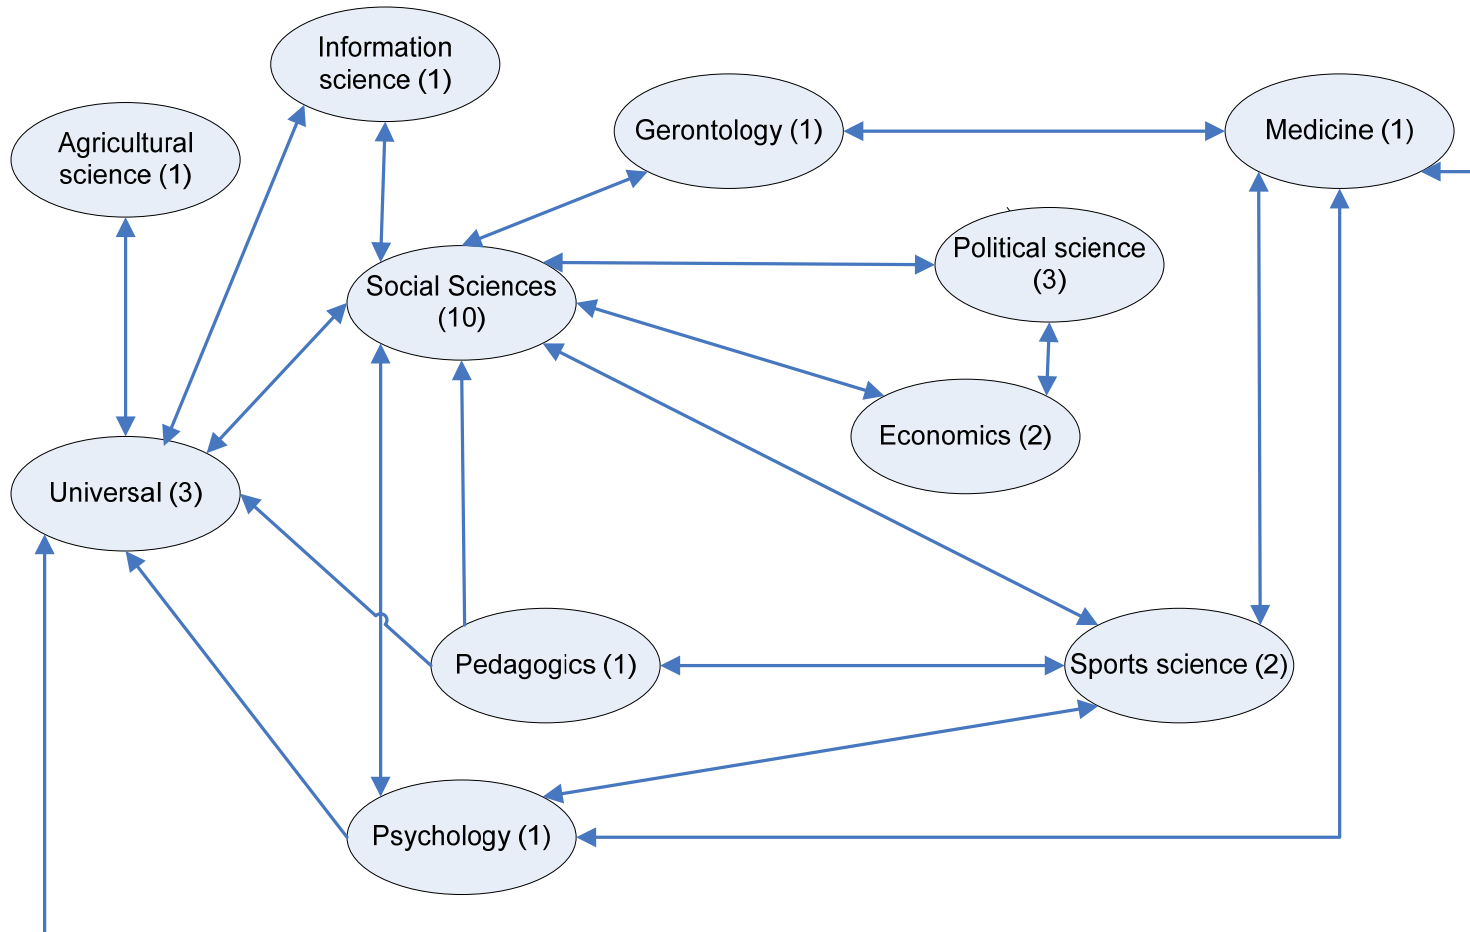 Information
science (1)
Agricultural
science (1)
Gerontology (1)
Medicine (1)
Political science
(3)
Social Sciences
(10)
Economics (2)
Universal (3)
Pedagogics (1)
Sports science (2)
Psychology (1)